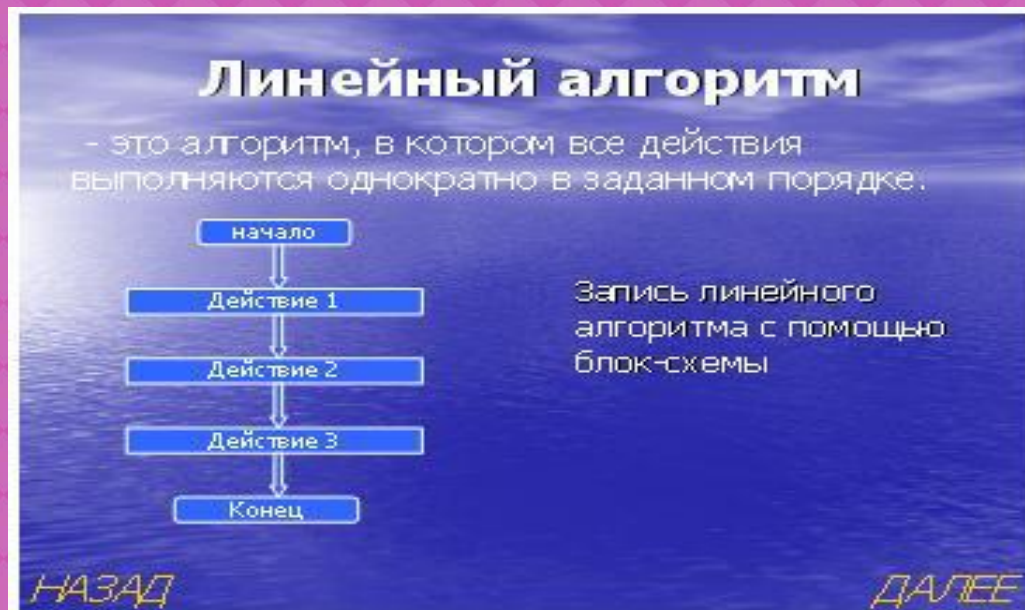 Линейный алгоритм
- это алгоритм, в котором все действия
выполняются однократно в заданном порядке.
начало
Действие 1
Действие 2
Действие 3
Конец
Запись линейного
алгоритма с помощью
блок-схемы
НАЗАД
ДАЛЕЕ